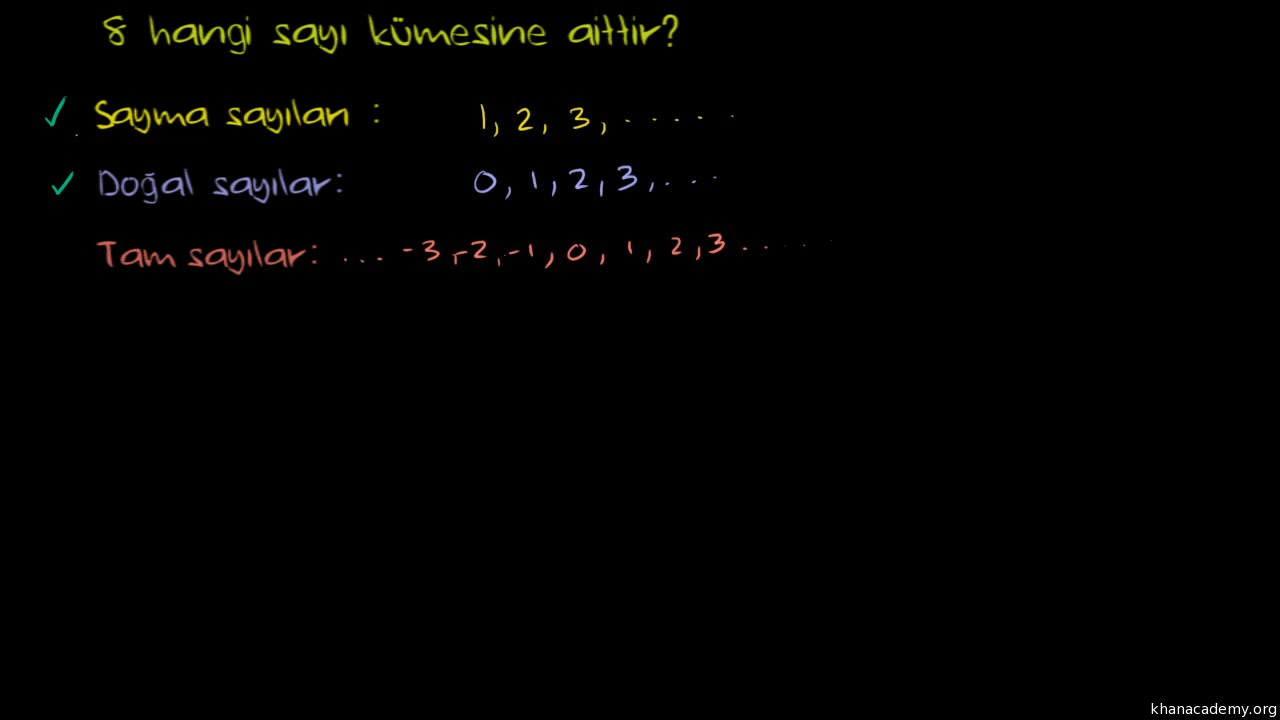 8 hangi sayı kümesine aittir?
✓ Sayma sayıları : 1, 2, 3, . . . . .
✓ Doğal sayılar: 0, 1, 2, 3, . . .
Tam sayılar: ... -3, -2, -1, 0, 1, 2, 3 . . . . .
khanacademy.org